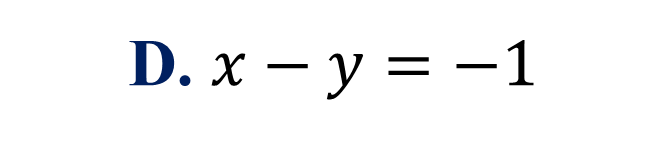 D. x − y = −1